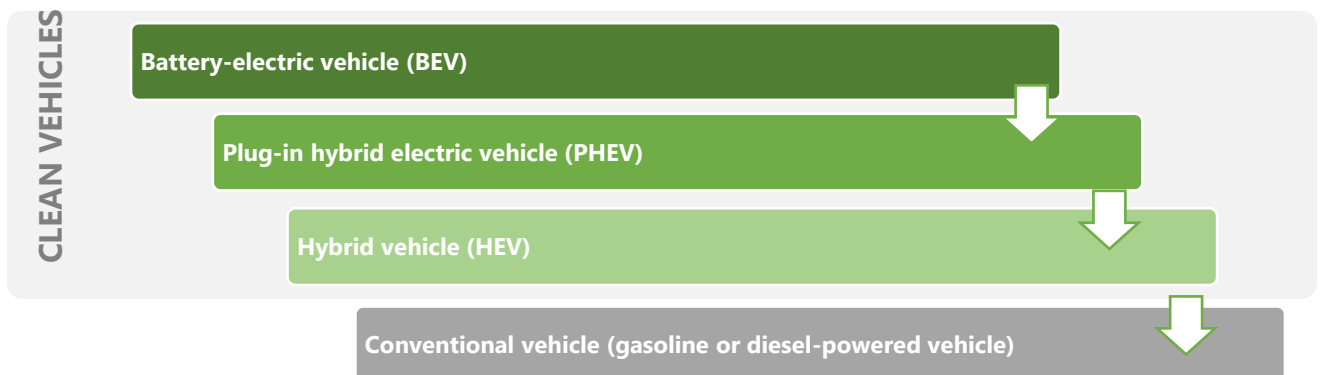 CLEAN VEHICLES
Battery-electric vehicle (BEV)
Plug-in hybrid electric vehicle (PHEV)
Hybrid vehicle (HEV)
Conventional vehicle (gasoline or diesel-powered vehicle)